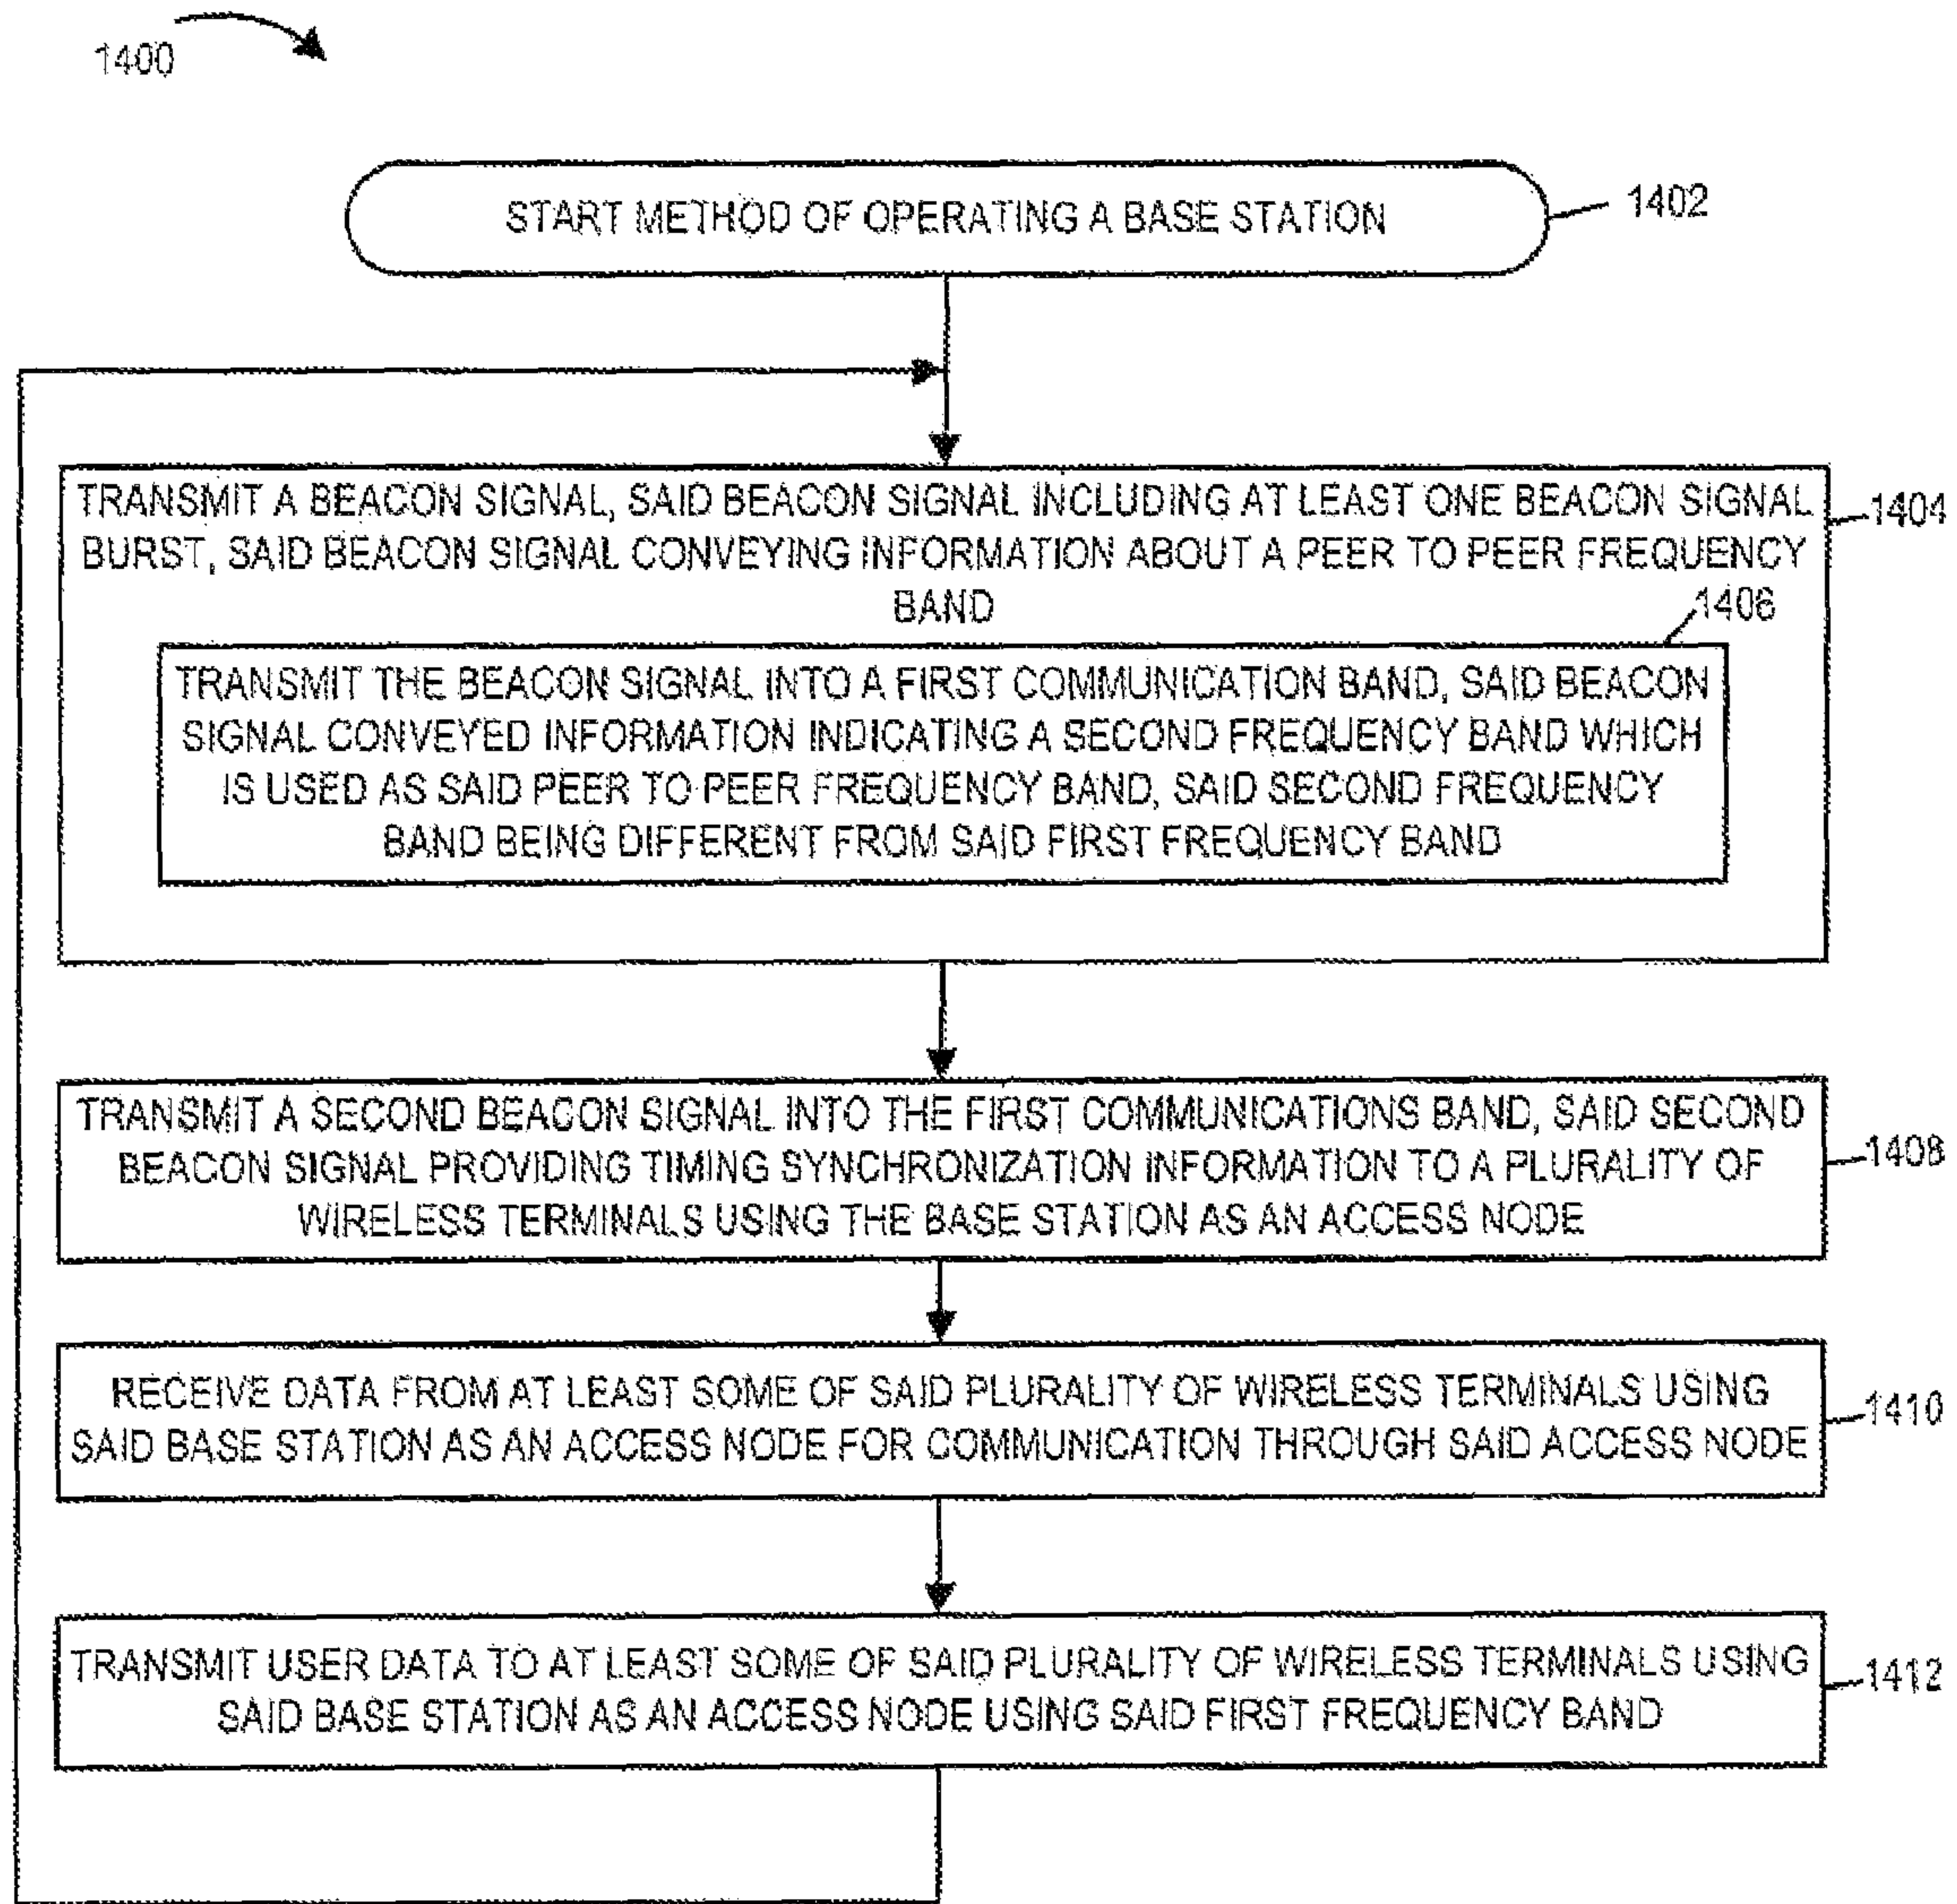 1400
START METHOD OF OPERATING A BASE STATION
1402
TRANSMIT A BEACON SIGNAL, SAID BEACON SIGNAL INCLUDING AT LEAST ONE BEACON SIGNAL
BURST, SAID BEACON SIGNAL CONVEYING INFORMATION ABOUT A PEER TO PEER FREQUENCY
BAND
1404
1406
TRANSMIT THE BEACON SIGNAL INTO A FIRST COMMUNICATION BAND, SAID BEACON
SIGNAL CONVEYED INFORMATION INDICATING A SECOND FREQUENCY BAND WHICH
IS USED AS SAID PEER TO PEER FREQUENCY BAND, SAID SECOND FREQUENCY
BAND BEING DIFFERENT FROM SAID FIRST FREQUENCY BAND
TRANSMIT A SECOND BEACON SIGNAL INTO THE FIRST COMMUNICATIONS BAND, SAID SECOND
BEACON SIGNAL PROVIDING TIMING SYNCHRONIZATION INFORMATION TO A PLURALITY OF
WIRELESS TERMINALS USING THE BASE STATION AS AN ACCESS NODE
1408
RECEIVE DATA FROM AT LEAST SOME OF SAID PLURALITY OF WIRELESS TERMINALS USING
SAID BASE STATION AS AN ACCESS NODE FOR COMMUNICATION THROUGH SAID ACCESS NODE
1410
TRANSMIT USER DATA TO AT LEAST SOME OF SAID PLURALITY OF WIRELESS TERMINALS USING
SAID BASE STATION AS AN ACCESS NODE USING SAID FIRST FREQUENCY BAND
1412